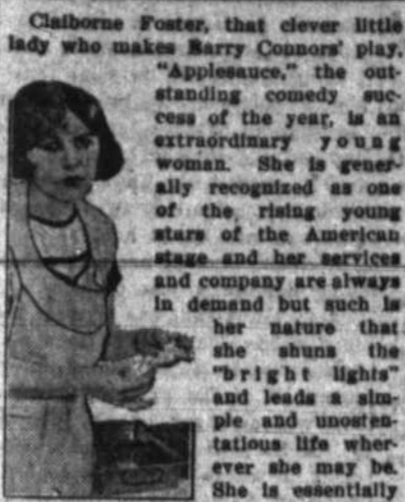 Claiborne Foster, that clever little
lady who makes Barry Connors' play,
"Applesauce," the out-
standing comedy suc-
cess of the year, is an
extraordinary young
woman. She is gener-
ally recognized as one
of the rising young
stars of the American
stage and her services
and company are always
in demand but such is
her nature that
she shuns the
"bright lights"
and leads a sim-
ple and unosten-
tatious life wher-
ever she may be.
She is essentially